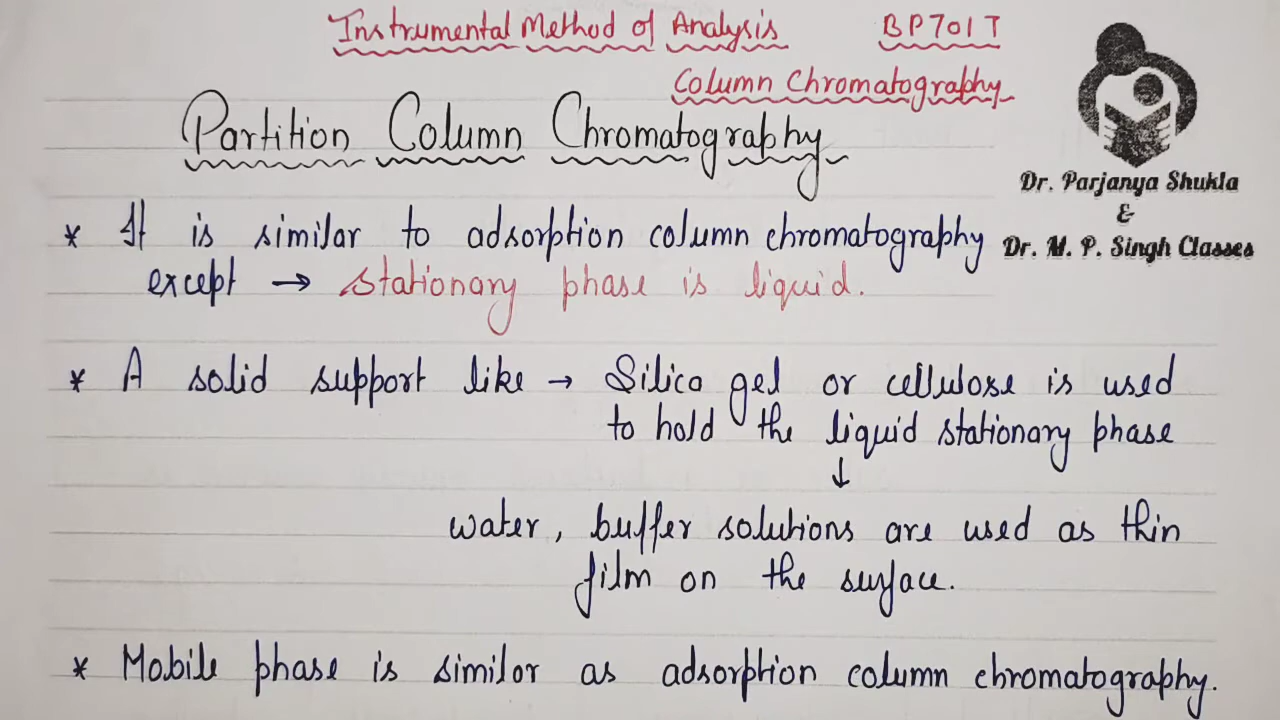 Instrumental Method of Analysis BP701T
Column Chromatography
Partition Column Chromatography
Dr. Parjanya Shukla
&
Dr. M. P. Singh Classes
* It is similar to adsorption column chromatography
except → stationary phase is liquid.
* A solid support like → Silica gel or cellulose is used
to hold the liquid stationary phase
↓
water, buffer solutions are used as thin
film on the surface.
* Mobile phase is similar as adsorption column chromatography.